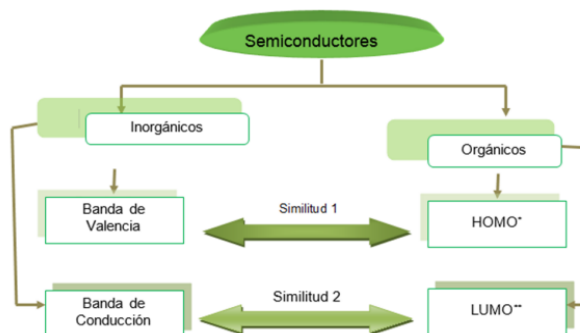 Semiconductores
Inorgánicos
Orgánicos
Banda de
Valencia
Similitud 1
HOMO*
Banda de
Conducción
Similitud 2
LUMO**